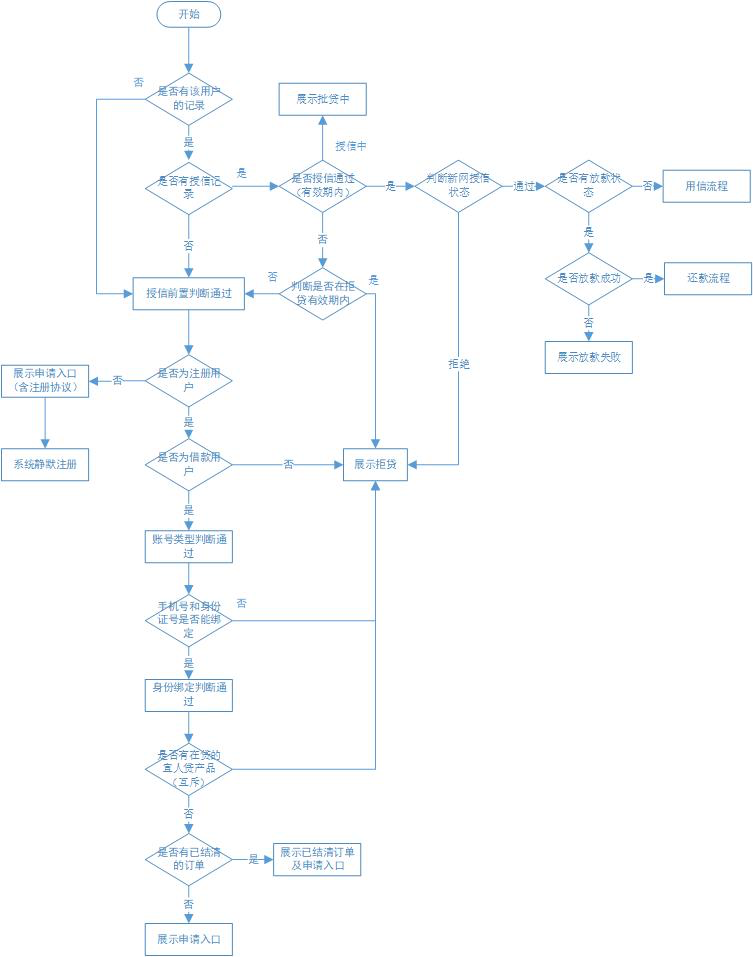 开始
否
是否有该用户
的记录
是
展示批贷中
授信中
是否有授信记
录
是
是否授信通过
（有效期内）
是
判断新网授信
状态
通过
是否有放款状
态
否
用信流程
否
否
是
授信前置判断通过
否
判断是否在拒
贷有效期内
是
是否放款成功
是
还款流程
否
展示放款失败
拒绝
展示申请入口
（含注册协议）
否
是否为注册用
户
是
系统静默注册
是否为借款用
户
否
展示拒贷
是
账号类型判断通
过
手机号和身份
证号是否能绑
定
否
是
身份绑定判断通
过
是否有在贷的
宜人贷产品
（互斥）
否
是否有已结清
的订单
是
展示已结清订单
及申请入口
否
展示申请入口